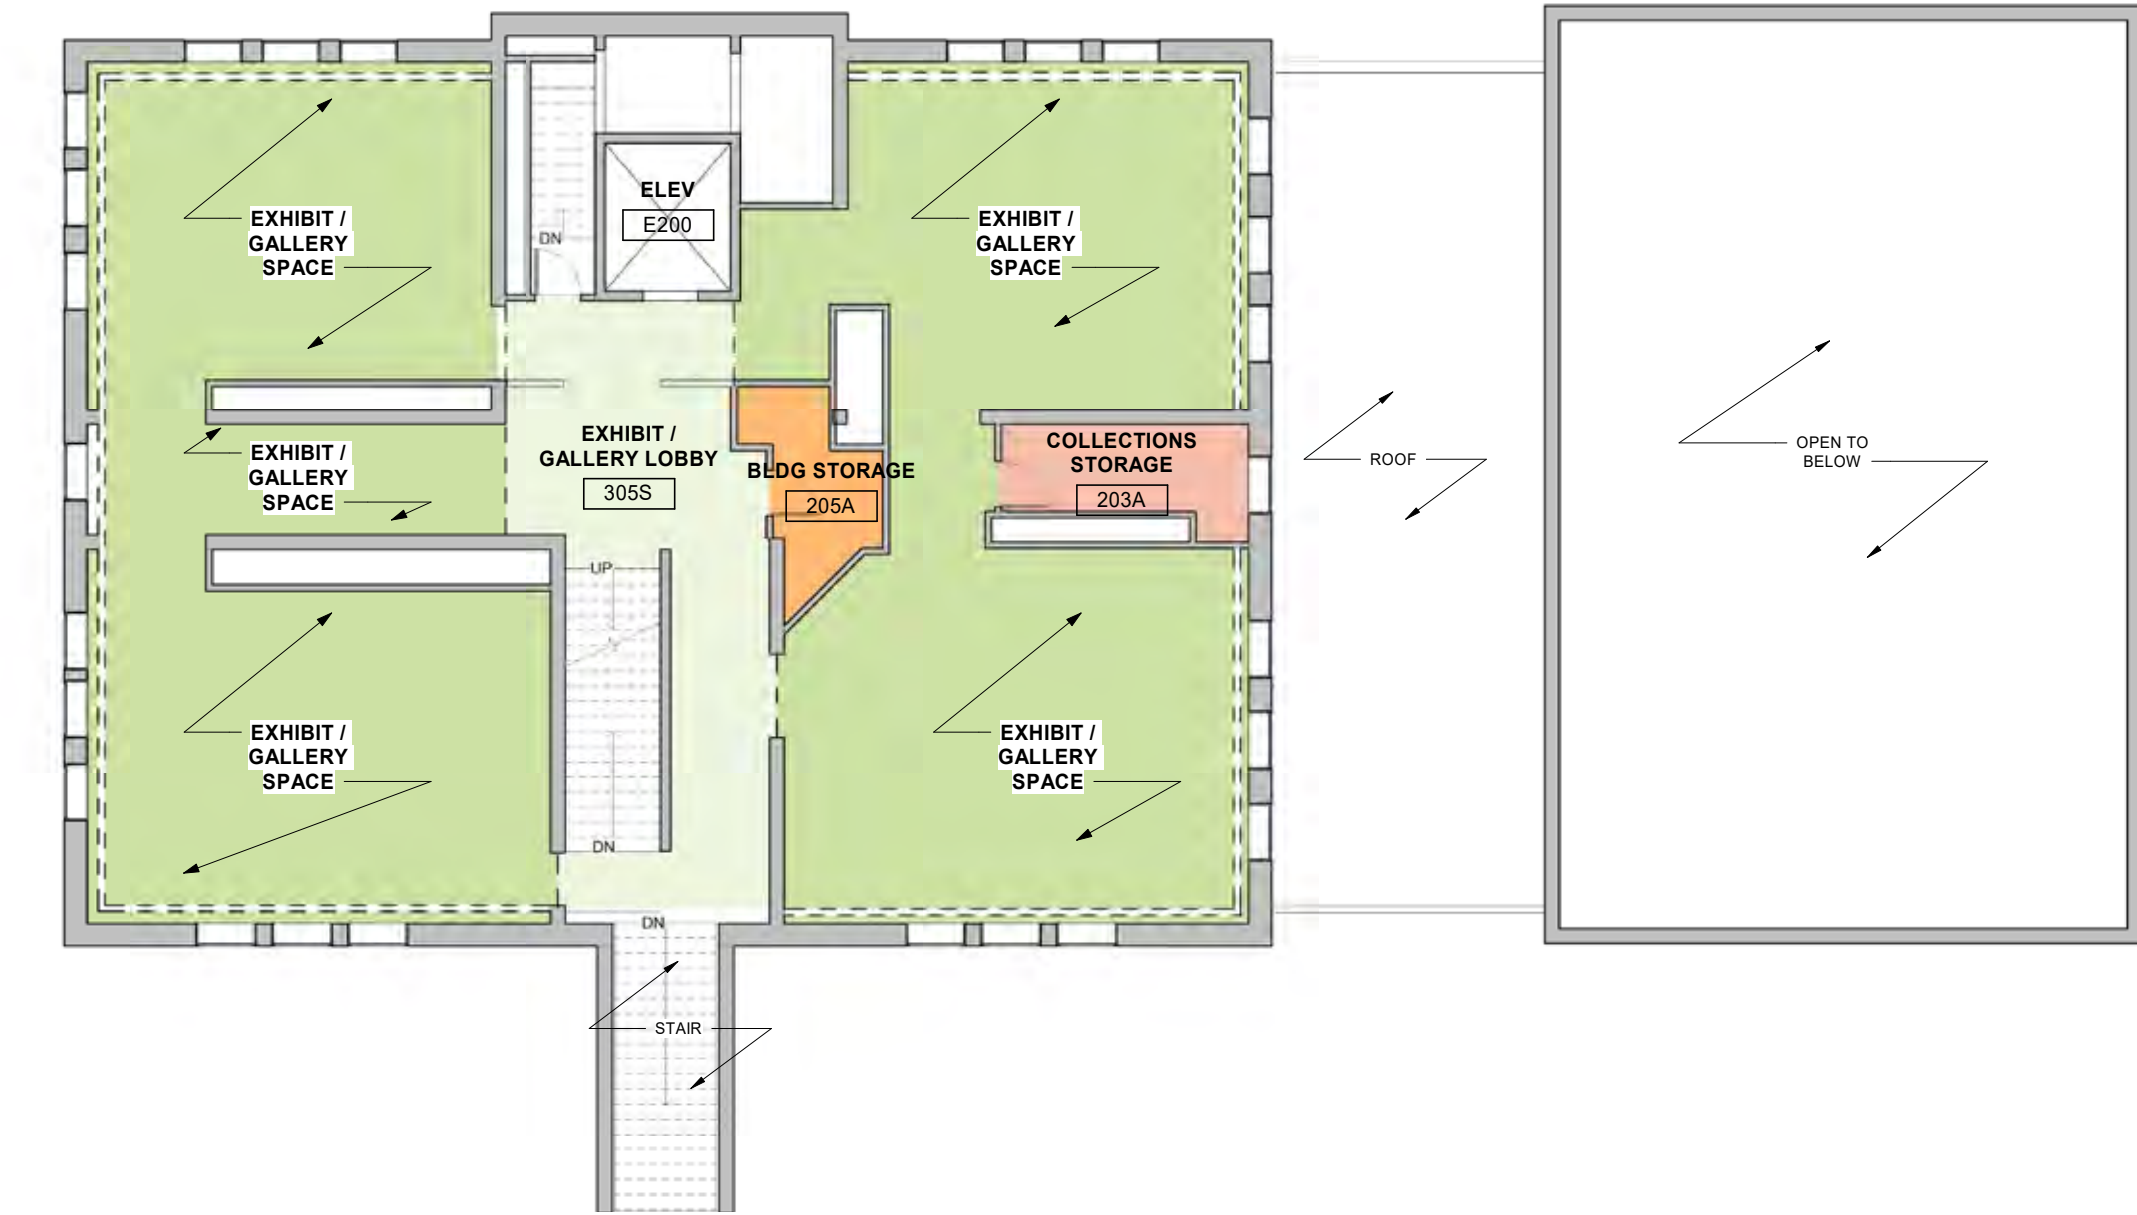 ELEV
E200
DN
EXHIBIT /
GALLERY
SPACE
EXHIBIT /
GALLERY
SPACE
EXHIBIT /
GALLERY LOBBY
305S
BLDG STORAGE
205A
COLLECTIONS
STORAGE
203A
EXHIBIT /
GALLERY
SPACE
ROOF
OPEN TO
BELOW
UP
EXHIBIT /
GALLERY
SPACE
EXHIBIT /
GALLERY
SPACE
DN
DN
STAIR